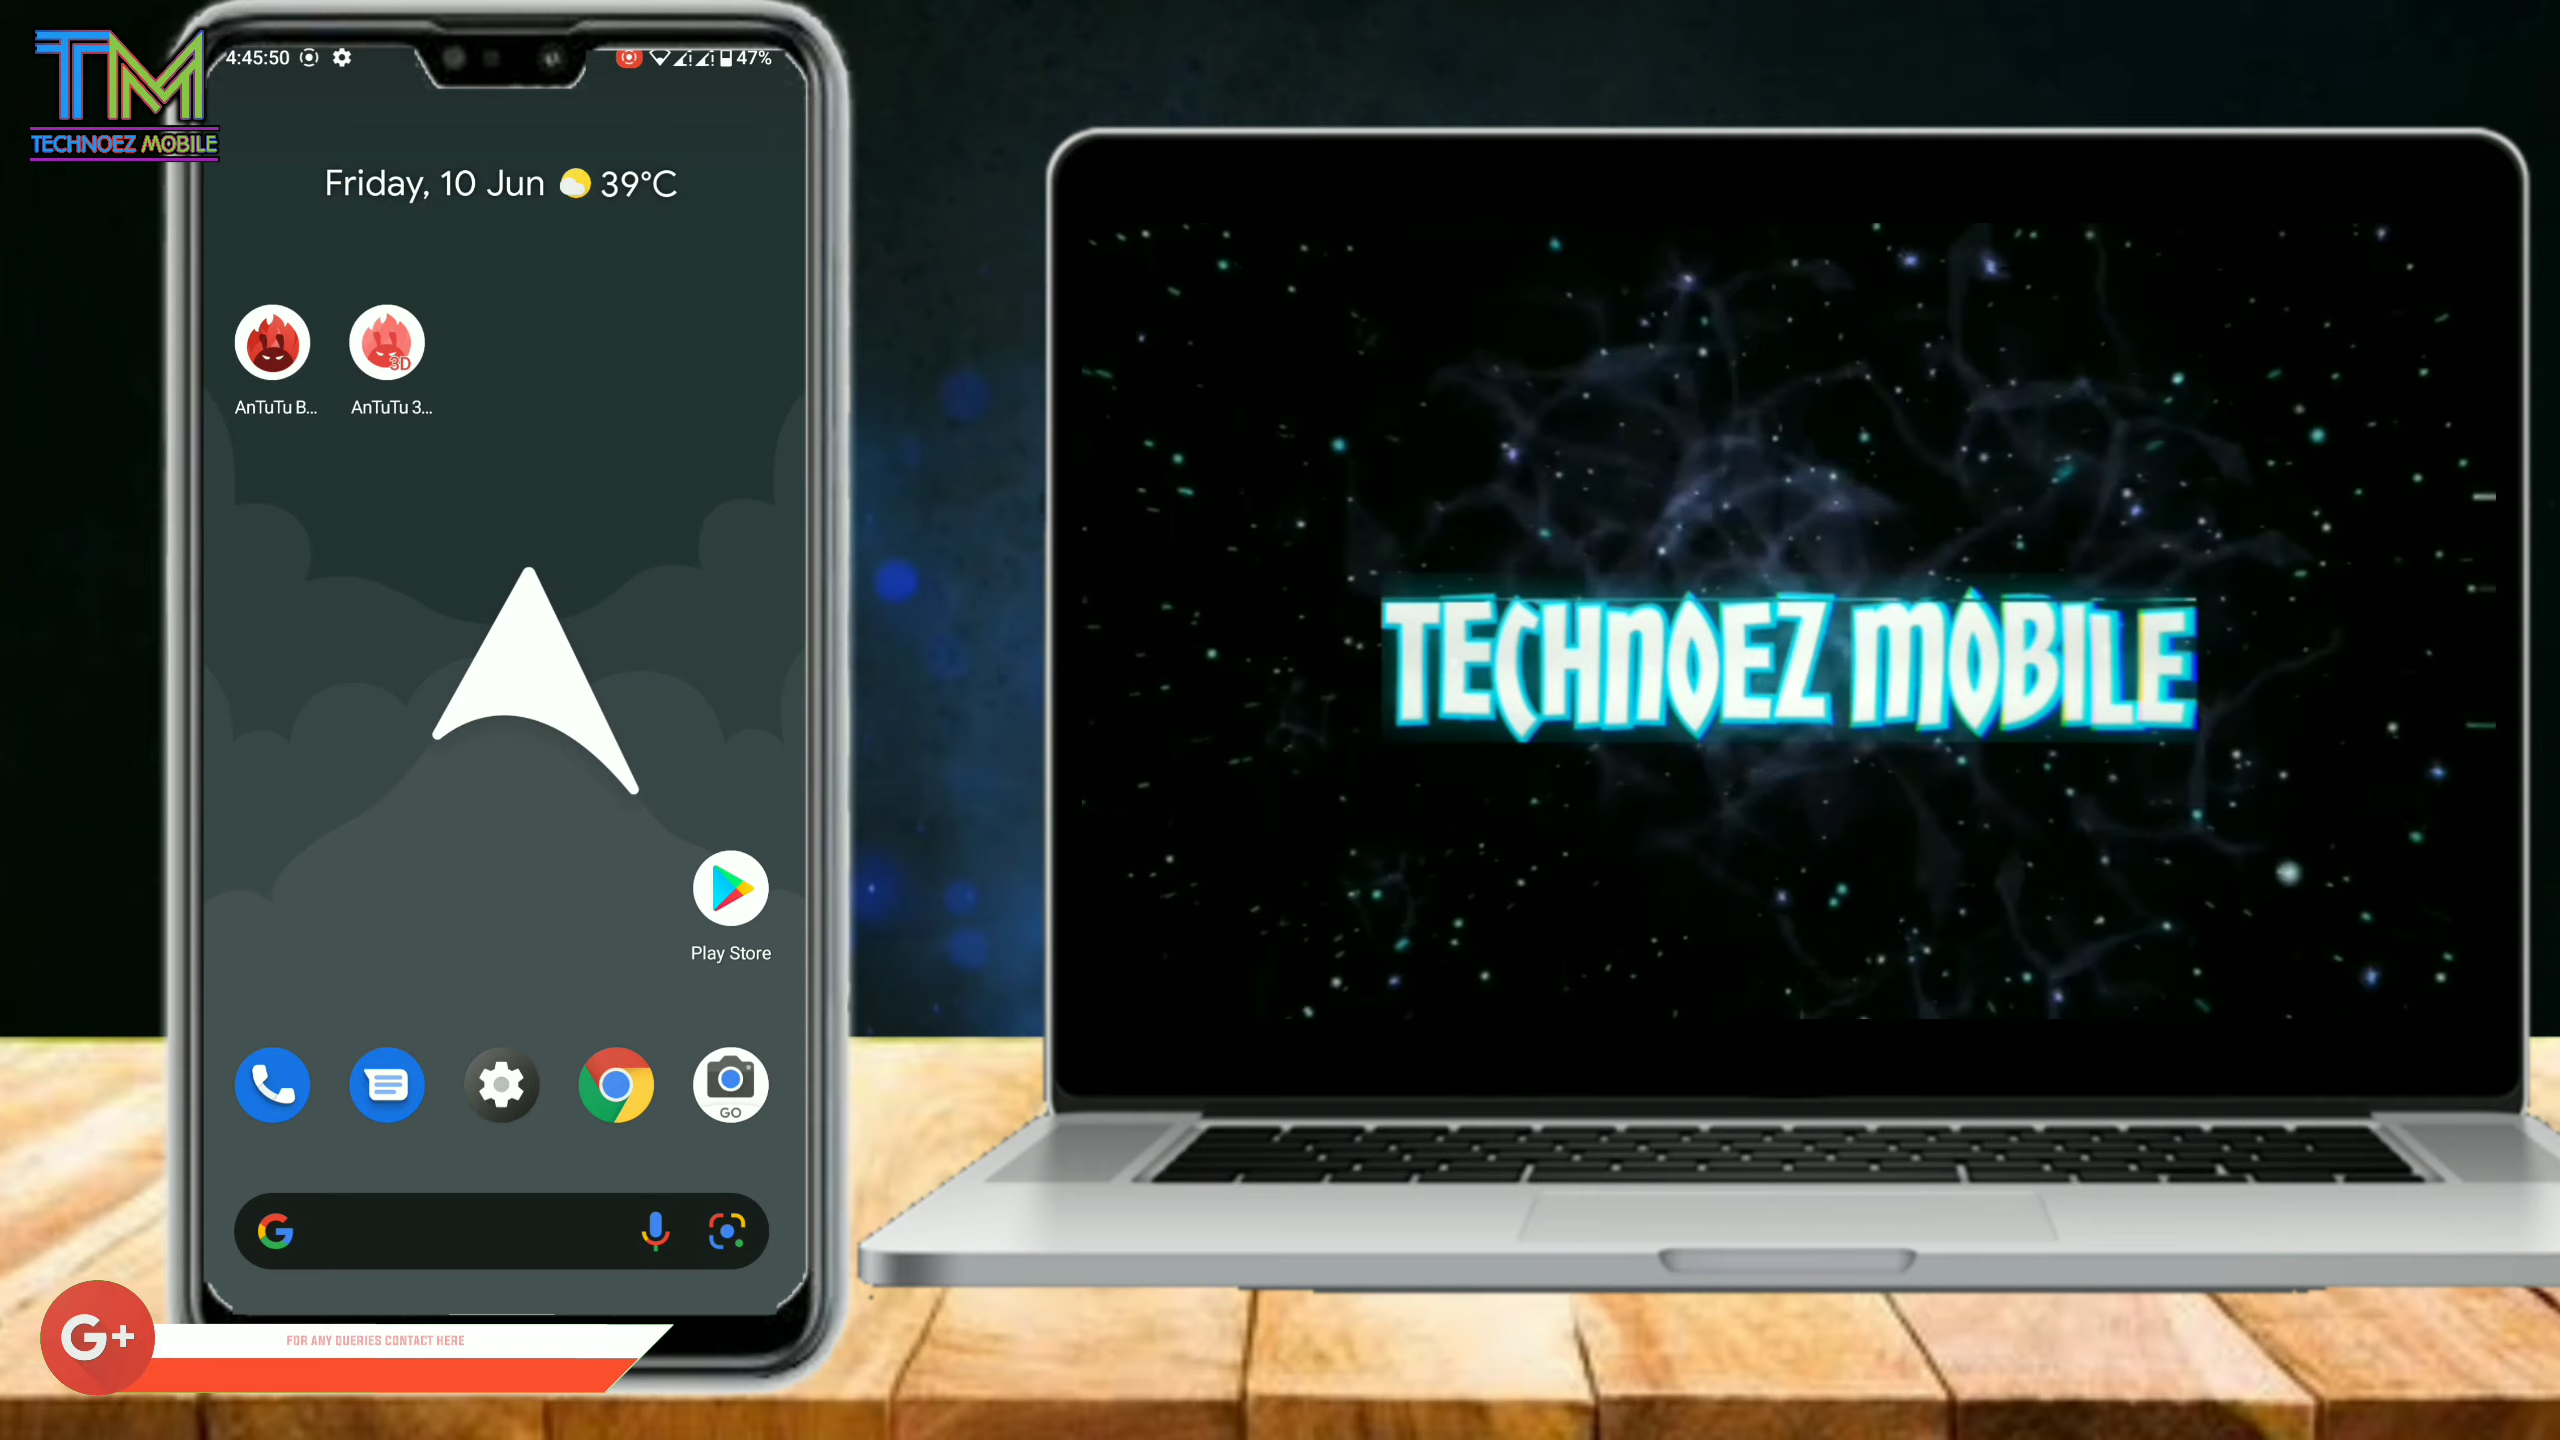 TM
TECHNOEZ MOBILE
4:45:50
47%
Friday, 10 Jun 39°C
AnTuTu B...
AnTuTu 3...
3D
TECHNOEZ MOBILE
Play Store
GO
G
G+
FOR ANY QUERIES CONTACT HERE